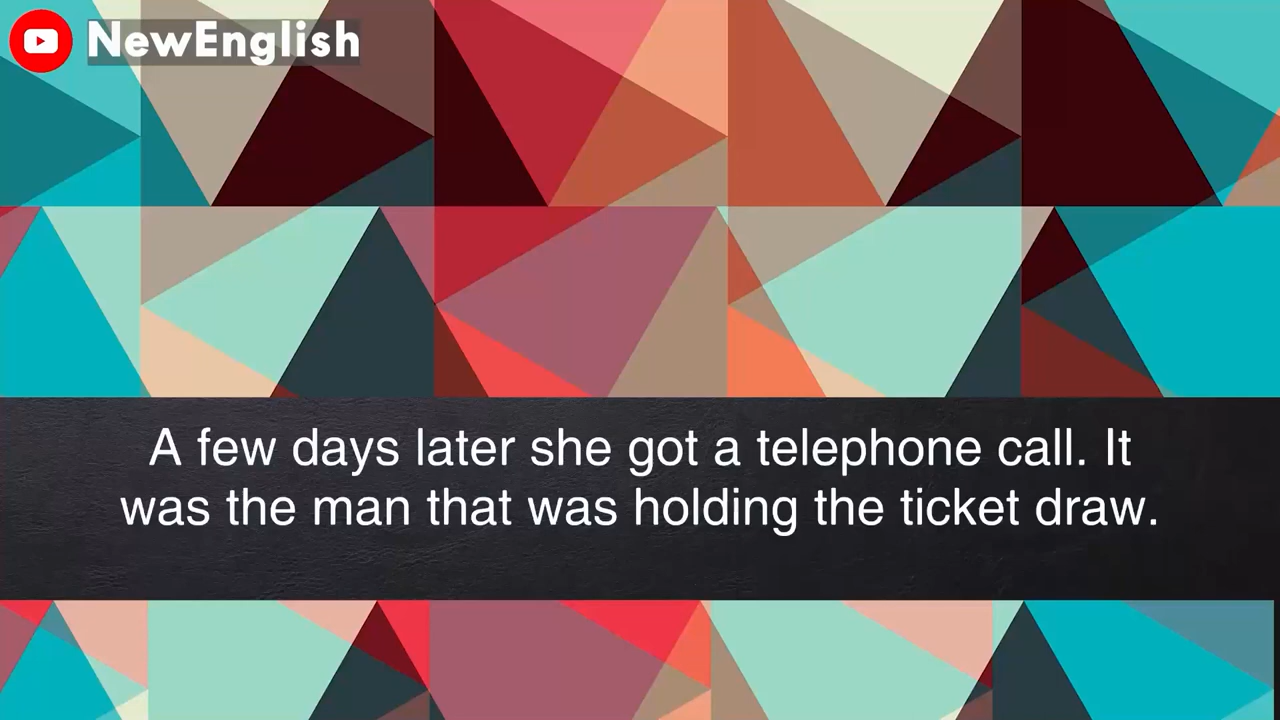 NewEnglish
A few days later she got a telephone call. It
was the man that was holding the ticket draw.